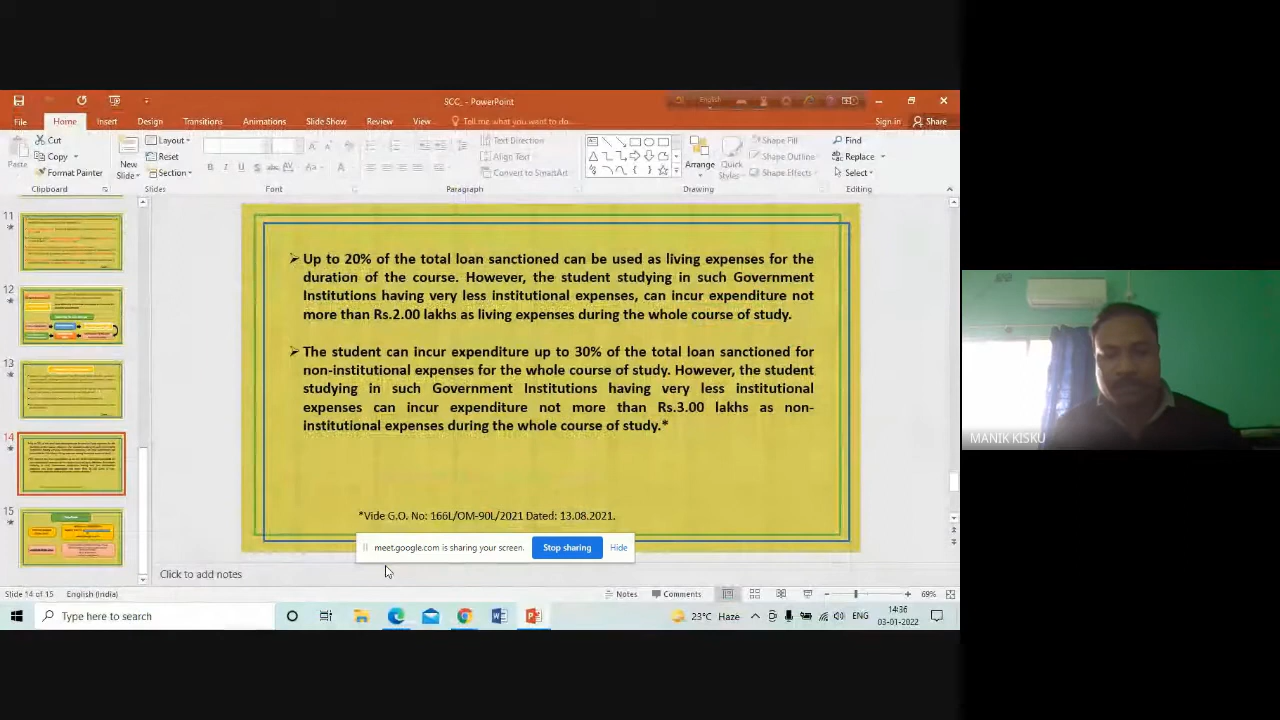 SCC_ - PowerPoint
English
File Home Insert Design Transitions Animations Slide Show Review View Tell me what you want to do... Sign in Share
Cut
Copy
Format Painter
Paste
Clipboard
New Slide
Layout
Reset
Section
Slides
Font
Text Direction
Align Text
Convert to SmartArt
Paragraph
Arrange
Quick Styles
Shape Fill
Shape Outline
Shape Effects
Drawing
Find
Replace
Select
Editing
11
12
13
14
15
➢ Up to 20% of the total loan sanctioned can be used as living expenses for the
duration of the course. However, the student studying in such Government
Institutions having very less institutional expenses, can incur expenditure not
more than Rs.2.00 lakhs as living expenses during the whole course of study.
➢ The student can incur expenditure up to 30% of the total loan sanctioned for
non-institutional expenses for the whole course of study. However, the student
studying in such Government Institutions having very less institutional
expenses can incur expenditure not more than Rs.3.00 lakhs as non-
institutional expenses during the whole course of study.*
*Vide G.O. No: 166L/OM-90L/2021 Dated: 13.08.2021.
meet.google.com is sharing your screen. Stop sharing Hide
Click to add notes
Slide 14 of 15 English (India) Notes Comments 69%
Type here to search
23°C Haze ENG
14:36
03-01-2022
MANIK KISKU